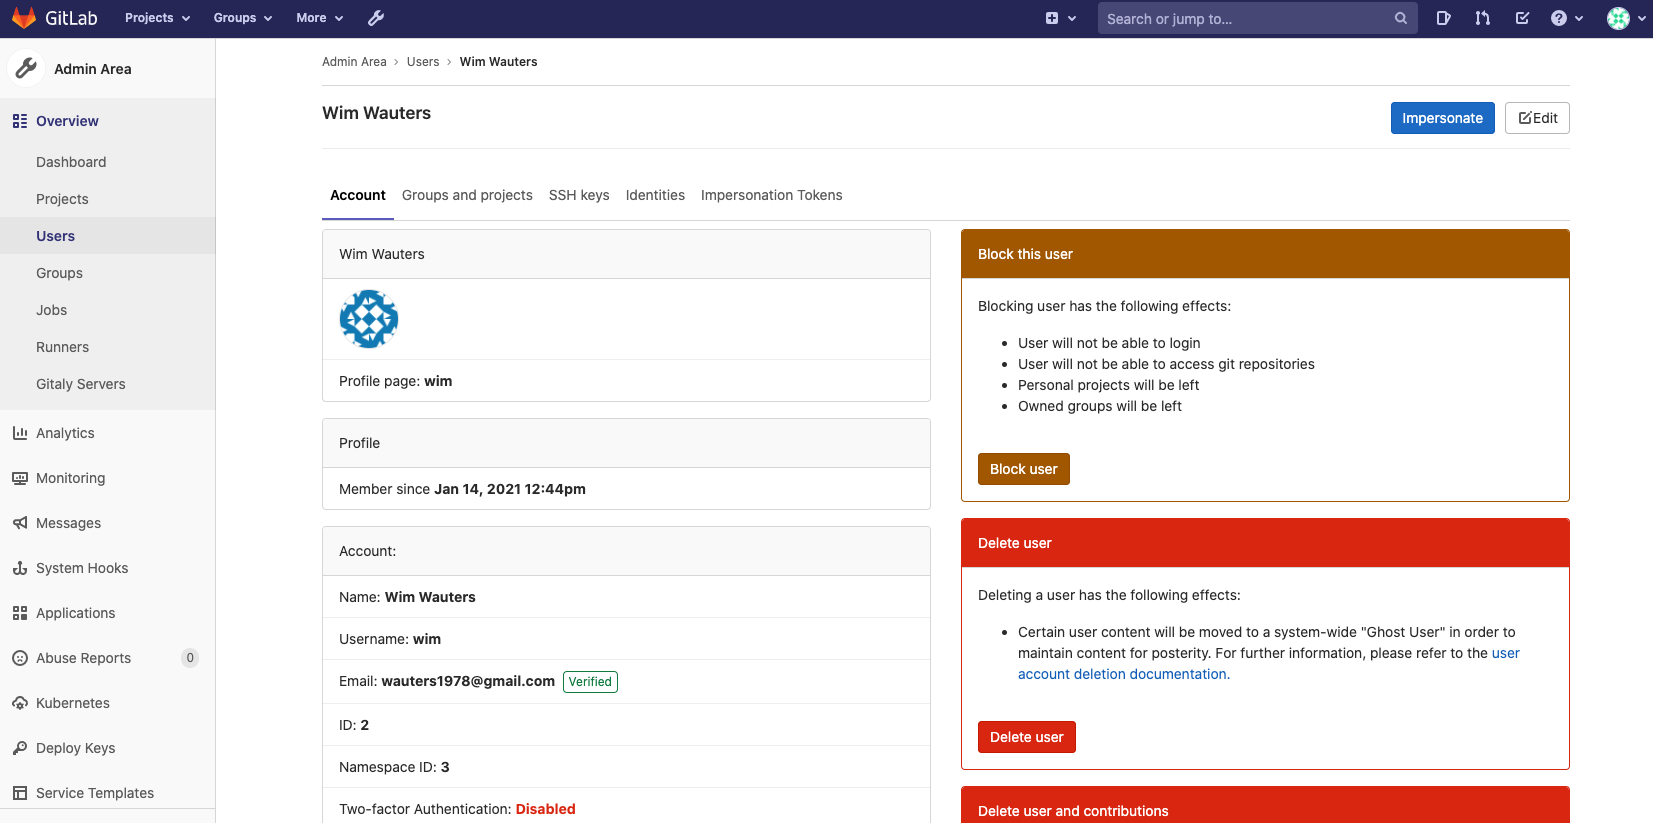 GitLab
Projects
Groups
More
Search or jump to...
Admin Area
Overview
Dashboard
Projects
Users
Groups
Jobs
Runners
Gitaly Servers
Analytics
Monitoring
Messages
System Hooks
Applications
Abuse Reports 0
Kubernetes
Deploy Keys
Service Templates
Admin Area > Users > Wim Wauters
Wim Wauters
Impersonate
Edit
Account
Groups and projects
SSH keys
Identities
Impersonation Tokens
Wim Wauters
Profile page: wim
Profile
Member since Jan 14, 2021 12:44pm
Account:
Name: Wim Wauters
Username: wim
Email: wauters1978@gmail.com Verified
ID: 2
Namespace ID: 3
Two-factor Authentication: Disabled
Block this user
Blocking user has the following effects:
• User will not be able to login
• User will not be able to access git repositories
• Personal projects will be left
• Owned groups will be left
Block user
Delete user
Deleting a user has the following effects:
• Certain user content will be moved to a system-wide "Ghost User" in order to
maintain content for posterity. For further information, please refer to the user
account deletion documentation.
Delete user
Delete user and contributions